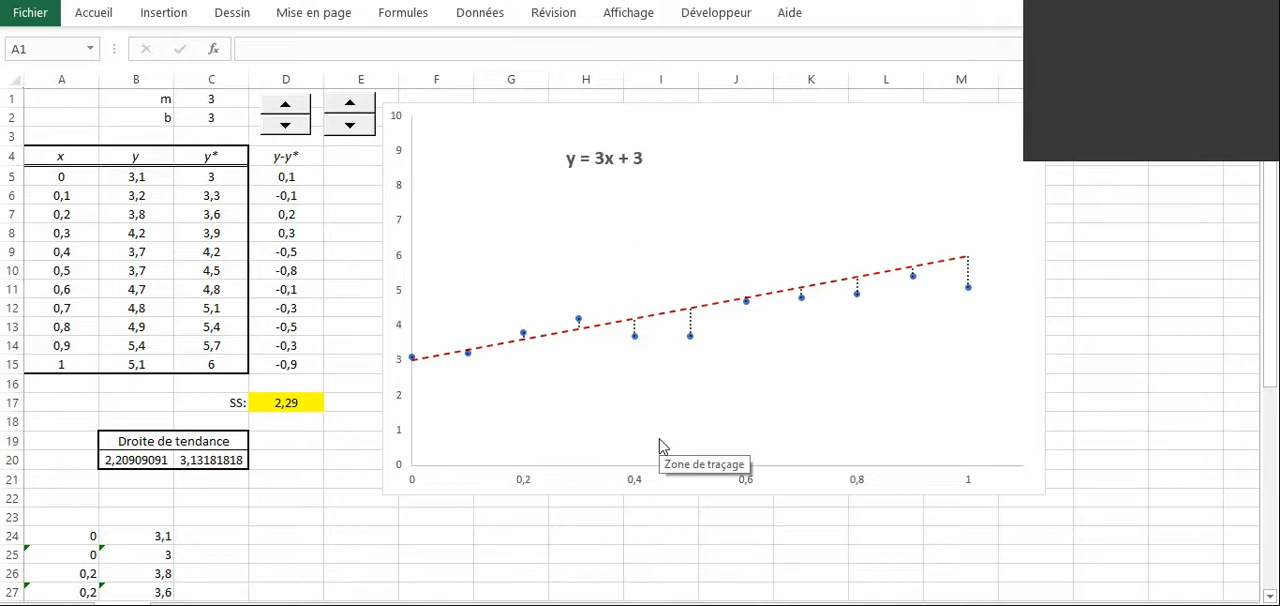 Fichier Accueil Insertion Dessin Mise en page Formules Données Révision Affichage Développeur Aide
A1 fx
A B C D E F G H I J K L M
1 m 3
2 b 3
3
4 x y y* y-y*
5 0 3,1 3 0,1
6 0,1 3,2 3,3 -0,1
7 0,2 3,8 3,6 0,2
8 0,3 4,2 3,9 0,3
9 0,4 3,7 4,2 -0,5
10 0,5 3,7 4,5 -0,8
11 0,6 4,7 4,8 -0,1
12 0,7 4,8 5,1 -0,3
13 0,8 4,9 5,4 -0,5
14 0,9 5,4 5,7 -0,3
15 1 5,1 6 -0,9
16
17 SS: 2,29
18
19 Droite de tendance
20 2,20909091 3,13181818
21
22
23
24 0 3,1
25 0 3
26 0,2 3,8
27 0,2 3,6
y = 3x + 3
10
9
8
7
6
5
4
3
2
1
0
0 0,2 0,4 0,6 0,8 1
Zone de traçage